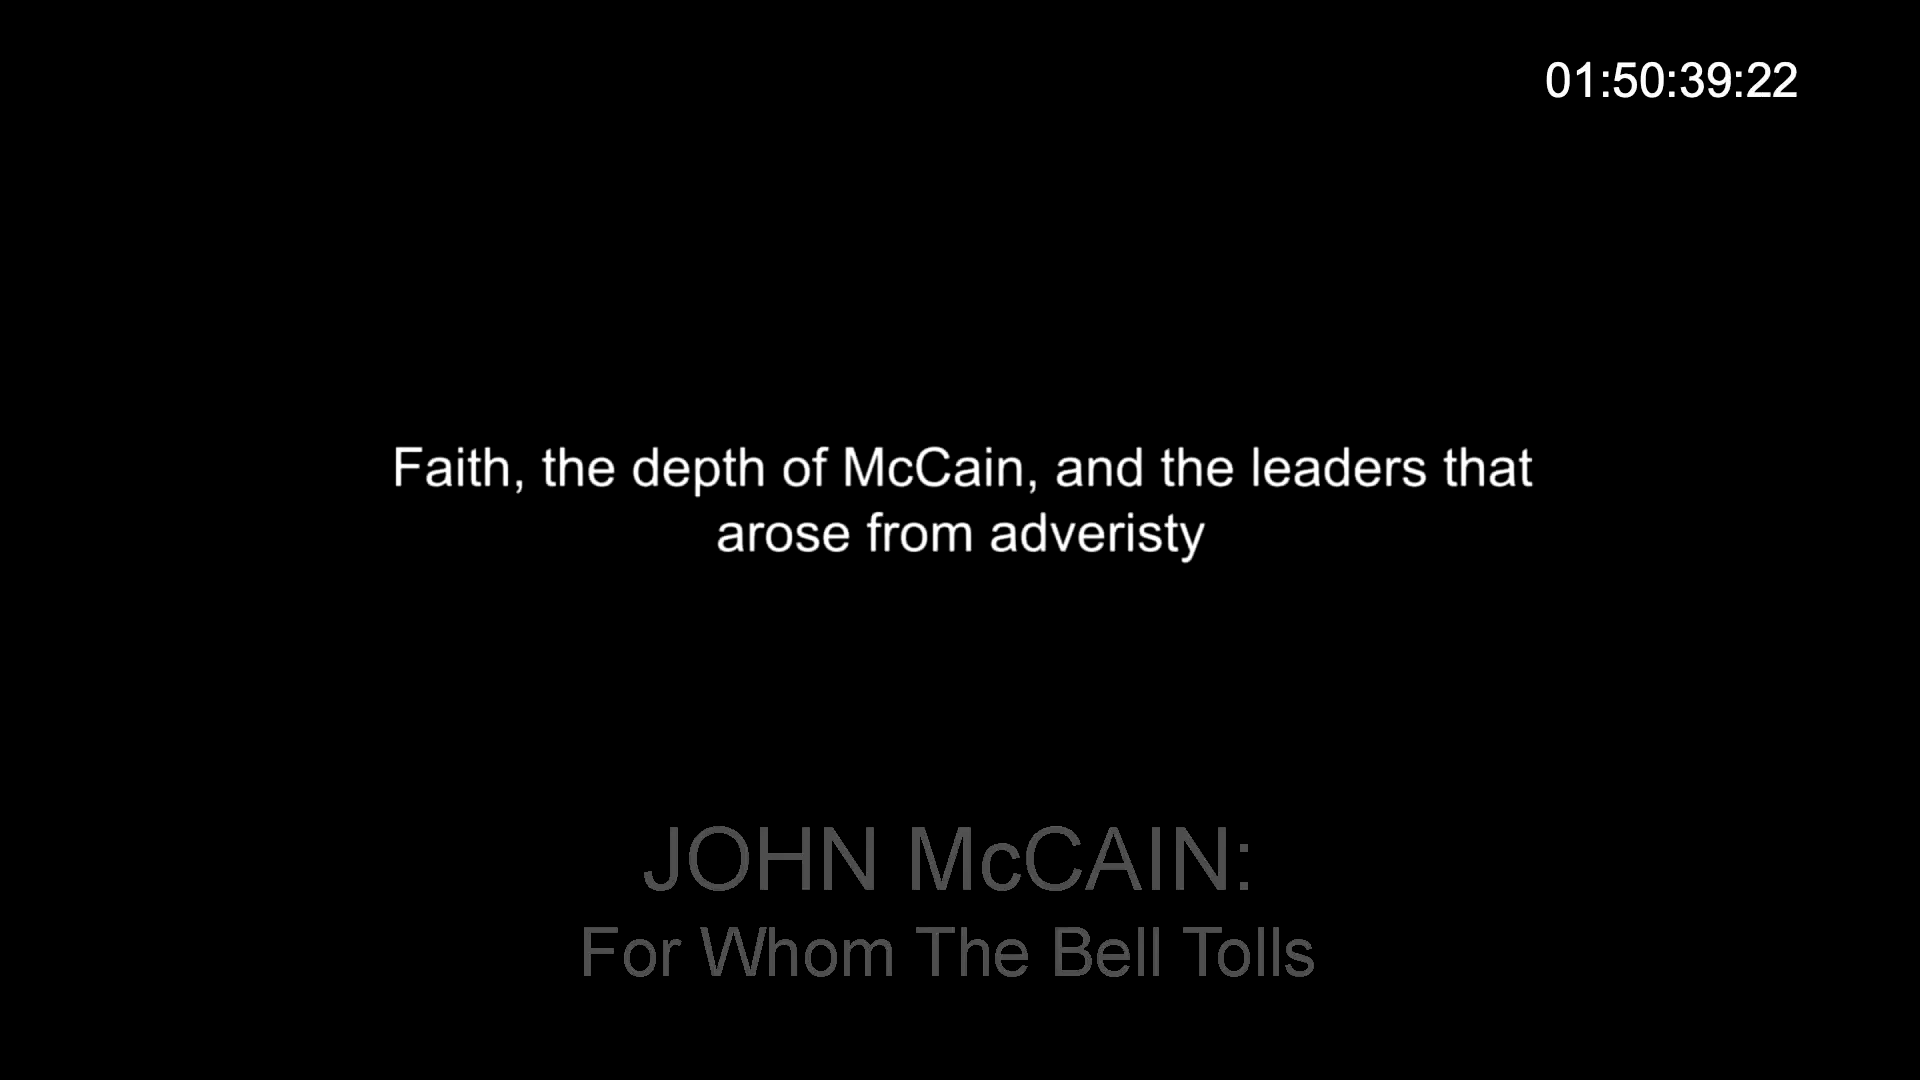 01:50:39:22
Faith, the depth of McCain, and the leaders that
arose from adveristy
JOHN McCAIN:
For Whom The Bell Tolls